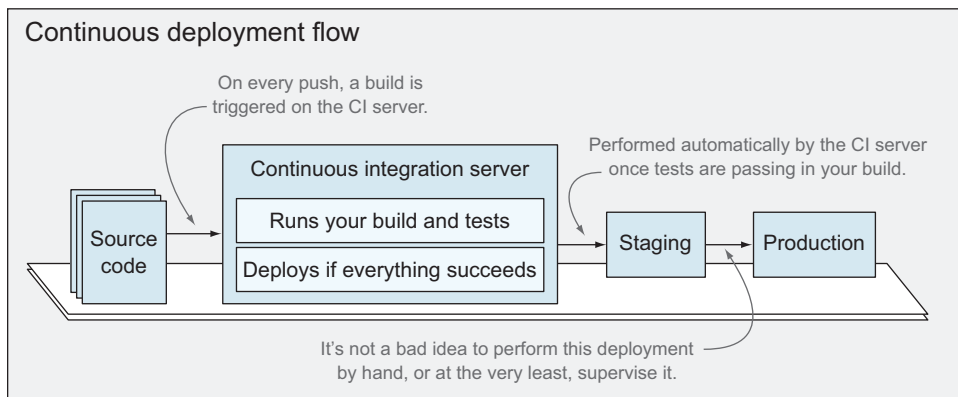 Continuous deployment flow
On every push, a build is
triggered on the CI server.
Performed automatically by the CI server
once tests are passing in your build.
Continuous integration server
Runs your build and tests
Deploys if everything succeeds
Source
code
Staging
Production
It's not a bad idea to perform this deployment
by hand, or at the very least, supervise it.